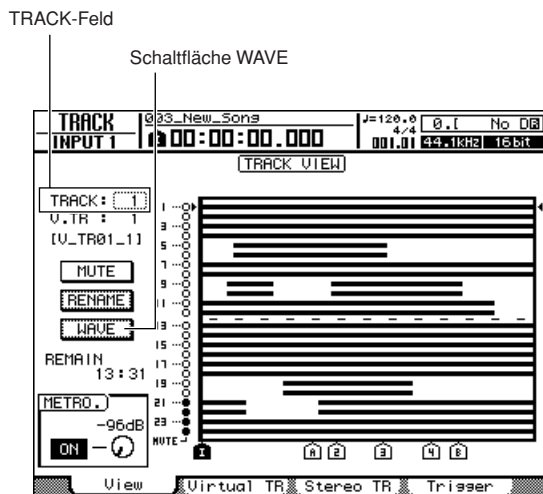 TRACK-Feld
Schaltfläche WAVE
TRACK
INPUT 1
003_New_Song
00:00:00.000
♩=120.0
4/4
001.01
0.[ No DB
44.1kHz 16bit
TRACK VIEW
TRACK: 1
V.TR : 1
[V_TR01_1]
MUTE
RENAME
WAVE
REMAIN
13:31
METRO.
-96dB
ON
1
3
5
7
9
11
13
15
17
19
21
23
MUTE
I A 2 3 4 B
View Virtual TR Stereo TR Trigger